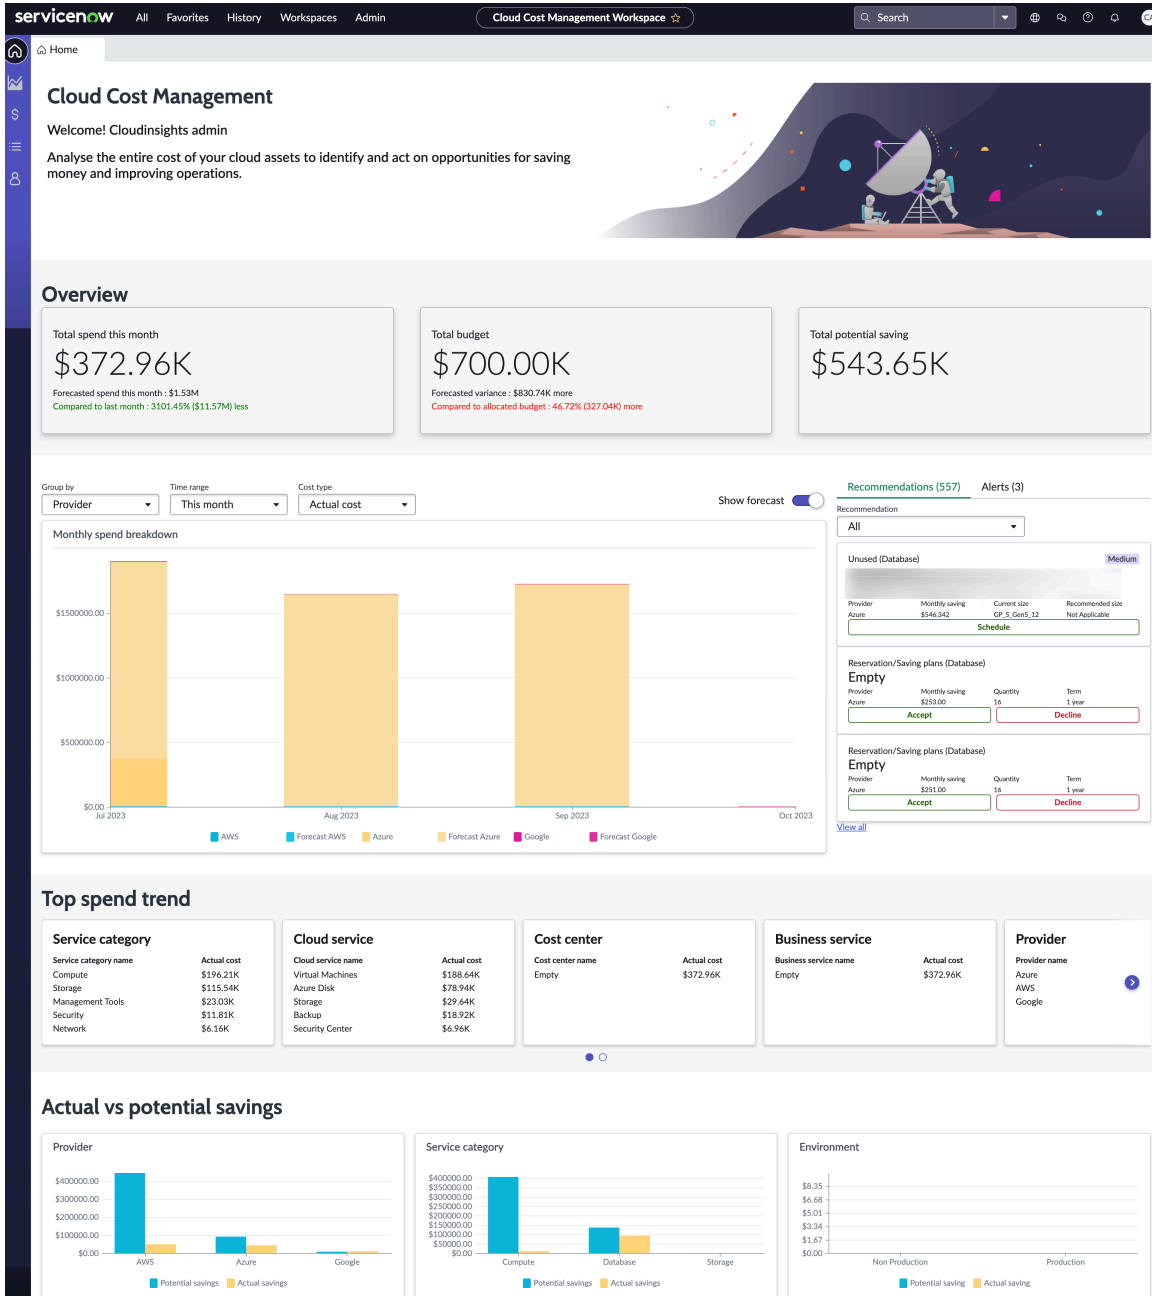 servicenow All Favorites History Workspaces Admin Cloud Cost Management Workspace Search
Home
Cloud Cost Management
Welcome! Cloudinsights admin
Analyse the entire cost of your cloud assets to identify and act on opportunities for saving
money and improving operations.
Overview
Total spend this month
$372.96K
Forecasted spend this month : $1.53M
Compared to last month : 3101.45% ($11.57M) less
Total budget
$700.00K
Forecasted variance : $830.74K more
Compared to allocated budget : 46.72% (327.04K) more
Total potential saving
$543.65K
Group by Time range Cost type
Provider This month Actual cost
Show forecast
Monthly spend breakdown
$1500000.00
$1000000.00
$500000.00
$0.00
Jul 2023 Aug 2023 Sep 2023 Oct 2023
AWS Forecast AWS Azure Forecast Azure Google Forecast Google
Recommendations (557) Alerts (3)
Recommendation
All
Unused (Database) Medium
Provider Monthly saving Current size Recommended size
Azure $546.342 GP_S_Gen5_12 Not Applicable
Schedule
Reservation/Saving plans (Database)
Empty
Provider Monthly saving Quantity Term
Azure $253.00 16 1 year
Accept Decline
Reservation/Saving plans (Database)
Empty
Provider Monthly saving Quantity Term
Azure $251.00 16 1 year
Accept Decline
View all
Top spend trend
Service category
Service category name Actual cost
Compute $196.21K
Storage $115.54K
Management Tools $23.03K
Security $11.81K
Network $6.16K
Cloud service
Cloud service name Actual cost
Virtual Machines $188.64K
Azure Disk $78.94K
Storage $29.64K
Backup $18.92K
Security Center $6.96K
Cost center
Cost center name Actual cost
Empty $372.96K
Business service
Business service name Actual cost
Empty $372.96K
Provider
Provider name
Azure
AWS
Google
Actual vs potential savings
Provider
$400000.00
$300000.00
$200000.00
$100000.00
$0.00
AWS Azure Google
Potential savings Actual savings
Service category
$400000.00
$350000.00
$300000.00
$250000.00
$200000.00
$150000.00
$100000.00
$50000.00
$0.00
Compute Database Storage
Potential savings Actual savings
Environment
$8.35
$6.68
$5.01
$3.34
$1.67
$0.00
Non Production Production
Potential saving Actual saving